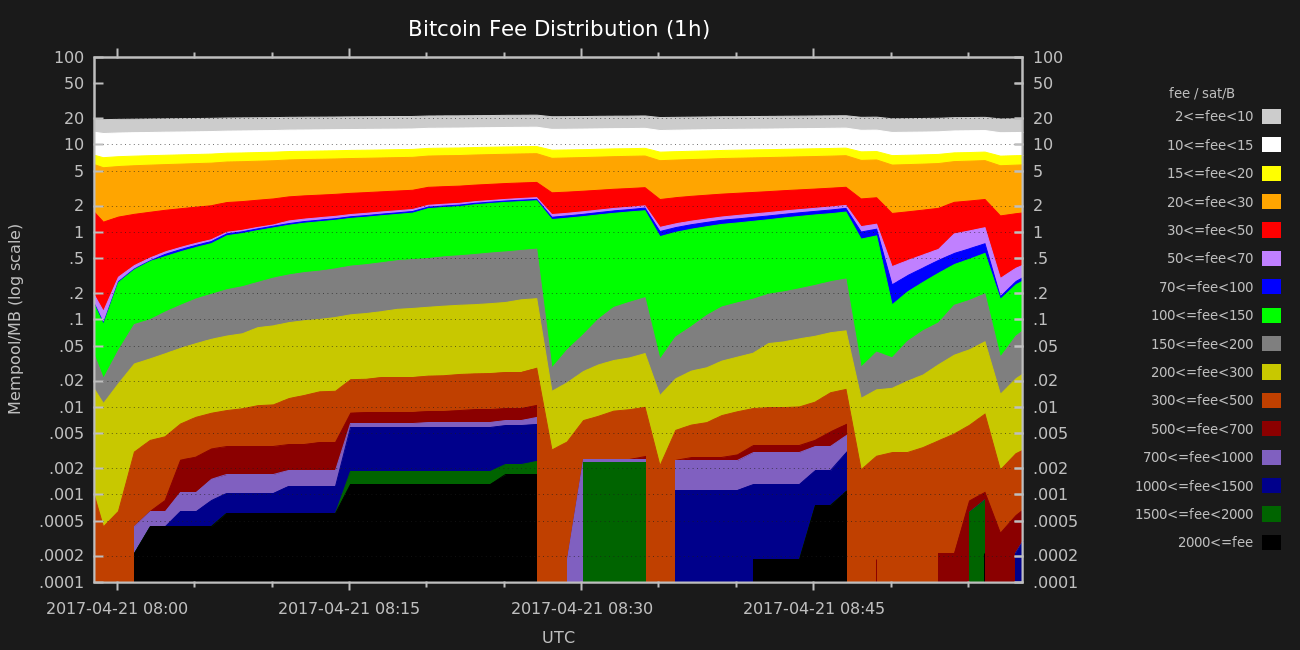 Bitcoin Fee Distribution (1h)
Mempool/MB (log scale)
100
50
20
10
5
2
1
.5
.2
.1
.05
.02
.01
.005
.002
.001
.0005
.0002
.0001
100
50
20
10
5
2
1
.5
.2
.1
.05
.02
.01
.005
.002
.001
.0005
.0002
.0001
2017-04-21 08:00
2017-04-21 08:15
2017-04-21 08:30
2017-04-21 08:45
UTC
fee / sat/B
2<=fee<10
10<=fee<15
15<=fee<20
20<=fee<30
30<=fee<50
50<=fee<70
70<=fee<100
100<=fee<150
150<=fee<200
200<=fee<300
300<=fee<500
500<=fee<700
700<=fee<1000
1000<=fee<1500
1500<=fee<2000
2000<=fee